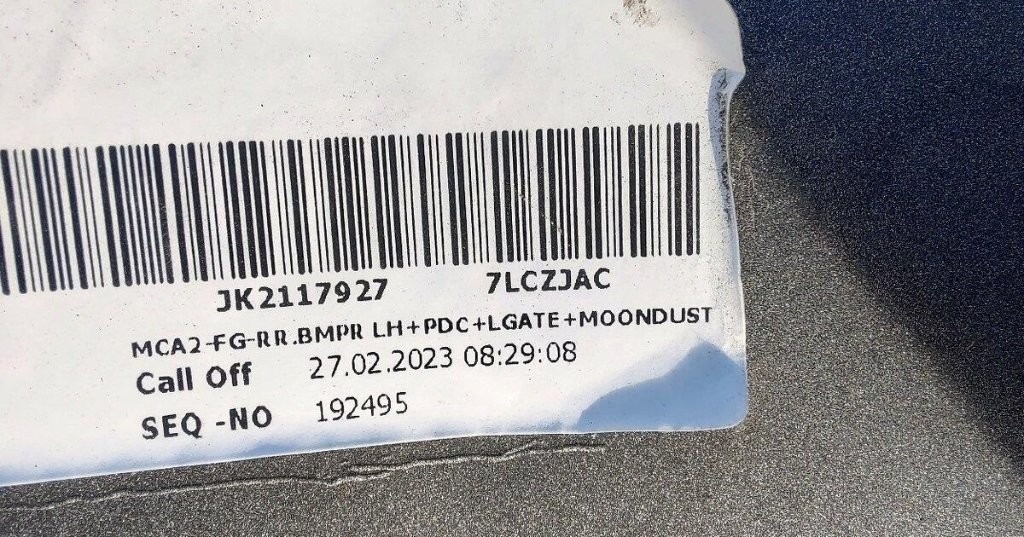 JK2117927 7LCZJAC
MCA2-FG-RR.BMPR LH+PDC+LGATE+MOONDUST
Call Off 27.02.2023 08:29:08
SEQ -NO 192495